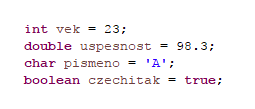 int vek = 23;
double uspesnost = 98.3;
char pismeno = 'A';
boolean czechitak = true;